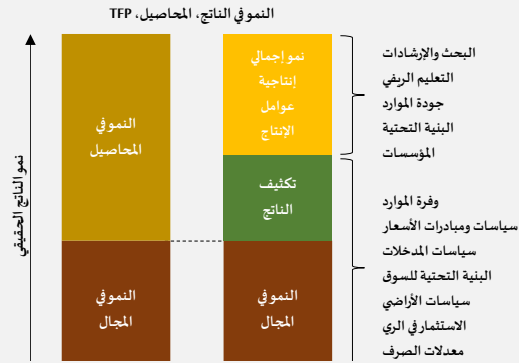 النمو في الناتج، المحاصيل، TFP
نمو الناتج الحقيقي
النمو في
المحاصيل
النمو في
المجال
نمو إجمالي
إنتاجية
عوامل
الإنتاج
تكثيف
الناتج
النمو في
المجال
البحث والإرشادات
التعليم الريفي
جودة الموارد
البنية التحتية
المؤسسات
وفرة الموارد
سياسات ومبادرات الأسعار
سياسات المدخلات
البنية التحتية للسوق
سياسات الأراضي
الاستثمار في الري
معدلات الصرف